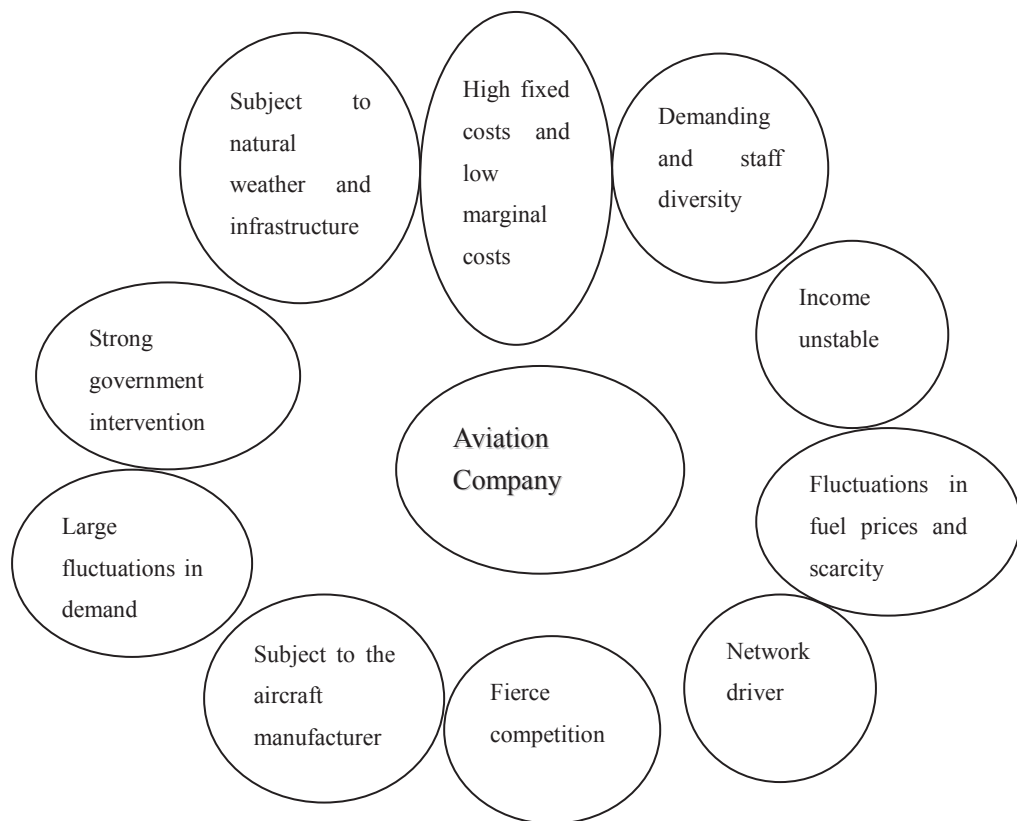 Subject to
natural
weather and
infrastructure
High fixed
costs and
low
marginal
costs
Demanding
and staff
diversity
Income
unstable
Strong
government
intervention
Aviation
Company
Fluctuations in
fuel prices and
scarcity
Large
fluctuations in
demand
Subject to the
aircraft
manufacturer
Fierce
competition
Network
driver